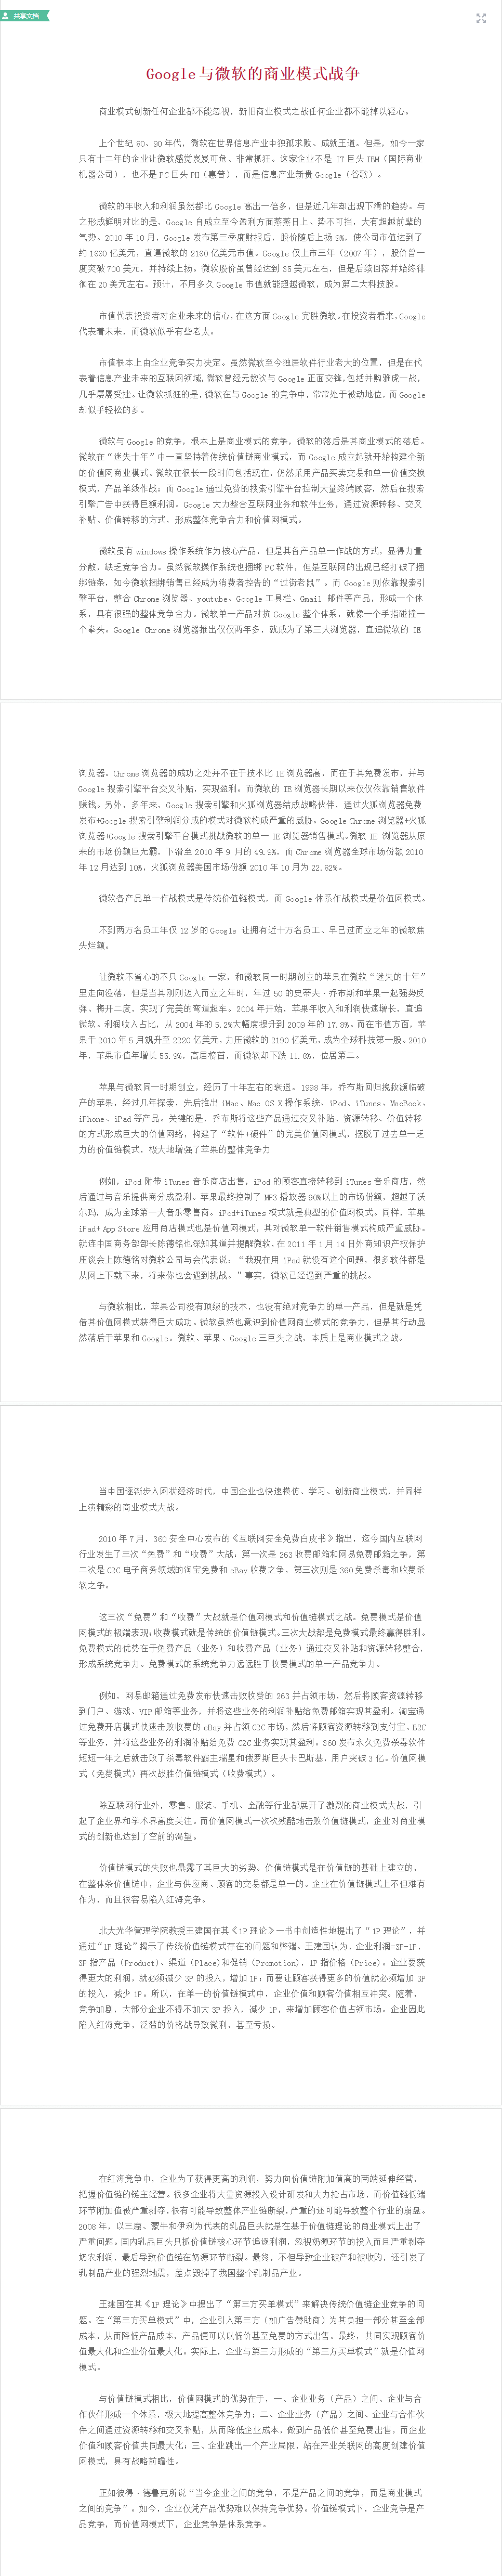 共享文档
Google与微软的商业模式战争
商业模式创新任何企业都不能忽视，新旧商业模式之战任何企业都不能掉以轻心。
上个世纪 80、90 年代，微软在世界信息产业中独孤求败、成就王道。但是，如今一家
只有十二年的企业让微软感觉岌岌可危、非常抓狂。这家企业不是 IT 巨头 IBM（国际商业
机器公司），也不是 PC 巨头 PH（惠普），而是信息产业新贵 Google（谷歌）。
微软的年收入和利润虽然都比 Google 高出一倍多，但是近几年却出现下滑的趋势。与
之形成鲜明对比的是，Google 自成立至今盈利方面蒸蒸日上、势不可挡，大有超越前辈的
气势。2010 年 10 月，Google 发布第三季度财报后，股价随后上扬 9%，使公司市值达到了
约 1880 亿美元，直逼微软的 2180 亿美元市值。Google 仅上市三年（2007 年），股价曾一
度突破 700 美元，并持续上扬。微软股价虽曾经达到 35 美元左右，但是后续回落并始终徘
徊在 20 美元左右。预计，不用多久 Google 市值就能超越微软，成为第二大科技股。
市值代表投资者对企业未来的信心，在这方面 Google 完胜微软。在投资者看来，Google
代表着未来，而微软似乎有些老太。
市值根本上由企业竞争实力决定。虽然微软至今独居软件行业老大的位置，但是在代
表着信息产业未来的互联网领域，微软曾经无数次与 Google 正面交锋，包括并购雅虎一战，
几乎屡屡受挫。让微软抓狂的是，微软在与 Google 的竞争中，常常处于被动地位，而 Google
却似乎轻松的多。
微软与 Google 的竞争，根本上是商业模式的竞争，微软的落后是其商业模式的落后。
微软在“迷失十年”中一直坚持着传统价值链商业模式，而 Google 成立起就开始构建全新
的价值网商业模式。微软在很长一段时间包括现在，仍然采用产品买卖交易和单一价值交换
模式，产品单线作战；而 Google 通过免费的搜索引擎平台控制大量终端顾客，然后在搜索
引擎广告中获得巨额利润。Google 大力整合互联网业务和软件业务，通过资源转移、交叉
补贴、价值转移的方式，形成整体竞争合力和价值网模式。
微软虽有 windows 操作系统作为核心产品，但是其各产品单一作战的方式，显得力量
分散，缺乏竞争合力。虽然微软操作系统也捆绑 PC 软件，但是互联网的出现已经打破了捆
绑链条，如今微软捆绑销售已经成为消费者控告的“过街老鼠”。而 Google 则依靠搜索引
擎平台，整合 Chrome 浏览器、youtube、Google 工具栏、Gmail 邮件等产品，形成一个体
系，具有很强的整体竞争合力。微软单一产品对抗 Google 整个体系，就像一个手指碰撞一
个拳头。Google Chrome 浏览器推出仅仅两年多，就成为了第三大浏览器，直追微软的 IE
浏览器。Chrome 浏览器的成功之处并不在于技术比 IE 浏览器高，而在于其免费发布，并与
Google 搜索引擎平台交叉补贴，实现盈利。而微软的 IE 浏览器长期以来仅仅依靠销售软件
赚钱。另外，多年来，Google 搜索引擎和火狐浏览器结成战略伙伴，通过火狐浏览器免费
发布+Google 搜索引擎利润分成的模式对微软构成严重的威胁。Google Chrome 浏览器+火狐
浏览器+Google 搜索引擎平台模式挑战微软的单一 IE 浏览器销售模式。微软 IE 浏览器从原
来的市场份额巨无霸，下滑至 2010 年 9 月的 49.9%，而 Chrome 浏览器全球市场份额 2010
年 12 月达到 10%，火狐浏览器美国市场份额 2010 年 10 月为 22.82%。
微软各产品单一作战模式是传统价值链模式，而 Google 体系作战模式是价值网模式。
不到两万名员工年仅 12 岁的 Google 让拥有近十万名员工、早已过而立之年的微软焦
头烂额。
让微软不省心的不只 Google 一家，和微软同一时期创立的苹果在微软“迷失的十年”
里走向没落，但是当其刚刚迈入而立之年时，年过 50 的史蒂夫·乔布斯和苹果一起强势反
弹、梅开二度，实现了完美的弯道超车。2004 年开始，苹果年收入和利润快速增长，直追
微软。利润收入占比，从 2004 年的 5.2%大幅度提升到 2009 年的 17.8%。而在市值方面，苹
果于 2010 年 5 月飙升至 2220 亿美元，力压微软的 2190 亿美元，成为全球科技第一股。2010
年，苹果市值年增长 55.9%，高居榜首，而微软却下跌 11.8%，位居第二。
苹果与微软同一时期创立，经历了十年左右的衰退。1998 年，乔布斯回归挽救濒临破
产的苹果，经过几年探索，先后推出 iMac、Mac OS X 操作系统，iPod、iTunes、MacBook、
iPhone、iPad 等产品。关键的是，乔布斯将这些产品通过交叉补贴、资源转移、价值转移
的方式形成巨大的价值网络，构建了“软件+硬件”的完美价值网模式，摆脱了过去单一乏
力的价值链模式，极大地增强了苹果的整体竞争力
例如，iPod 附带 iTunes 音乐商店出售，iPod 的顾客直接转移到 iTunes 音乐商店，然
后通过与音乐提供商分成盈利。苹果最终控制了 MP3 播放器 90%以上的市场份额，超越了沃
尔玛，成为全球第一大音乐零售商。iPod+iTunes 模式就是典型的价值网模式。同样，苹果
iPad+App Store 应用商店模式也是价值网模式，其对微软单一软件销售模式构成严重威胁。
就连中国商务部部长陈德铭也深知其道并提醒微软，在 2011 年 1 月 14 日外商知识产权保护
座谈会上陈德铭对微软公司与会代表说：“我现在用 iPad 就没有这个问题，很多软件都是
从网上下载下来，将来你也会遇到挑战。”事实，微软已经遇到严重的挑战。
与微软相比，苹果公司没有顶级的技术，也没有绝对竞争力的单一产品，但是就是凭
借其价值网模式获得巨大成功。微软虽然也意识到价值网商业模式的竞争力，但是其行动显
然落后于苹果和 Google。微软、苹果、Google 三巨头之战，本质上是商业模式之战。
当中国逐渐步入网状经济时代，中国企业也快速模仿、学习、创新商业模式，并同样
上演精彩的商业模式大战。
2010 年 7 月，360 安全中心发布的《互联网安全免费白皮书》指出，迄今国内互联网
行业发生了三次“免费”和“收费”大战：第一次是 263 收费邮箱和网易免费邮箱之争，第
二次是 C2C 电子商务领域的淘宝免费和 eBay 收费之争，第三次则是 360 免费杀毒和收费杀
软之争。
这三次“免费”和“收费”大战就是价值网模式和价值链模式之战。免费模式是价值
网模式的极端表现；收费模式就是传统的价值链模式。三次大战都是免费模式最终赢得胜利。
免费模式的优势在于免费产品（业务）和收费产品（业务）通过交叉补贴和资源转移整合，
形成系统竞争力。免费模式的系统竞争力远远胜于收费模式的单一产品竞争力。
例如，网易邮箱通过免费发布快速击败收费的 263 并占领市场，然后将顾客资源转移
到门户、游戏、VIP 邮箱等业务，并将这些业务的利润补贴给免费邮箱实现其盈利。淘宝通
过免费开店模式快速击败收费的 eBay 并占领 C2C 市场，然后将顾客资源转移到支付宝、B2C
等业务，并将这些业务的利润补贴给免费 C2C 业务实现其盈利。360 发布永久免费杀毒软件
短短一年之后就击败了杀毒软件霸主瑞星和俄罗斯巨头卡巴斯基，用户突破 3 亿。价值网模
式（免费模式）再次战胜价值链模式（收费模式）。
除互联网行业外，零售、服装、手机、金融等行业都展开了激烈的商业模式大战，引
起了企业界和学术界高度关注。而价值网模式一次次残酷地击败价值链模式，企业对商业模
式的创新也达到了空前的渴望。
价值链模式的失败也暴露了其巨大的劣势。价值链模式是在价值链的基础上建立的，
在整体条价值链中，企业与供应商、顾客的交易都是单一的。企业在价值链模式上不但难有
作为，而且很容易陷入红海竞争。
北大光华管理学院教授王建国在其《1P 理论》一书中创造性地提出了“1P 理论”，并
通过“1P 理论”揭示了传统价值链模式存在的问题和弊端。王建国认为，企业利润=3P-1P，
3P 指产品（Product）、渠道（Place)和促销（Promotion），1P 指价格（Price）。企业要获
得更大的利润，就必须减少 3P 的投入，增加 1P；而要让顾客获得更多的价值就必须增加 3P
的投入，减少 1P。所以，在单一的价值链模式中，企业价值和顾客价值相互冲突。随着，
竞争加剧，大部分企业不得不加大 3P 投入，减少 1P，来增加顾客价值占领市场。企业因此
陷入红海竞争，泛滥的价格战导致微利，甚至亏损。
在红海竞争中，企业为了获得更高的利润，努力向价值链附加值高的两端延伸经营，
把握价值链的链主经营。很多企业将大量资源投入设计研发和大力抢占市场，而价值链低端
环节附加值被严重剥夺，很有可能导致整体产业链断裂，严重的还可能导致整个行业的崩盘。
2008 年，以三鹿、蒙牛和伊利为代表的乳品巨头就是在基于价值链理论的商业模式上出了
严重问题。国内乳品巨头只抓价值链核心环节追逐利润，忽视奶源环节的投入而且严重剥夺
奶农利润，最后导致价值链在奶源环节断裂。最终，不但导致企业破产和被收购，还引发了
乳制品产业的强烈地震，差点毁掉了我国整个乳制品产业。
王建国在其《1P 理论》中提出了“第三方买单模式”来解决传统价值链企业竞争的问
题。在“第三方买单模式”中，企业引入第三方（如广告赞助商）为其负担一部分甚至全部
成本，从而降低产品成本，产品便可以以低价甚至免费的方式出售。最终，共同实现顾客价
值最大化和企业价值最大化。实际上，企业与第三方形成的“第三方买单模式”就是价值网
模式。
与价值链模式相比，价值网模式的优势在于，一、企业业务（产品）之间、企业与合
作伙伴形成一个体系，极大地提高整体竞争力；二、企业业务（产品）之间、企业与合作伙
伴之间通过资源转移和交叉补贴，从而降低企业成本，做到产品低价甚至免费出售，而企业
价值和顾客价值共同最大化；三、企业跳出一个产业局限，站在产业关联网的高度创建价值
网模式，具有战略前瞻性。
正如彼得·德鲁克所说“当今企业之间的竞争，不是产品之间的竞争，而是商业模式
之间的竞争”。如今，企业仅凭产品优势难以保持竞争优势。价值链模式下，企业竞争是产
品竞争，而价值网模式下，企业竞争是体系竞争。